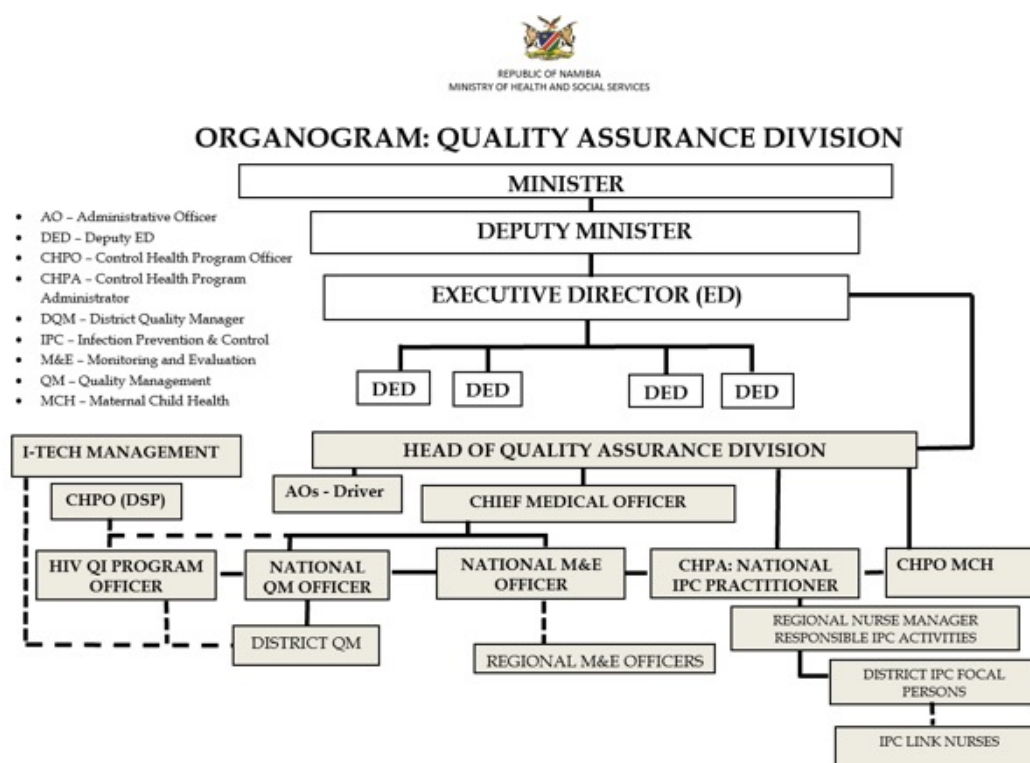 REPUBLIC OF NAMIBIA
MINISTRY OF HEALTH AND SOCIAL SERVICES
ORGANOGRAM: QUALITY ASSURANCE DIVISION
MINISTER
DEPUTY MINISTER
EXECUTIVE DIRECTOR (ED)
• AO – Administrative Officer
• DED – Deputy ED
• CHPO – Control Health Program Officer
• CHPA – Control Health Program
Administrator
• DQM – District Quality Manager
• IPC – Infection Prevention & Control
• M&E – Monitoring and Evaluation
• QM – Quality Management
• MCH – Maternal Child Health
DED
DED
DED
DED
I-TECH MANAGEMENT
HEAD OF QUALITY ASSURANCE DIVISION
CHPO (DSP)
AOs - Driver
CHIEF MEDICAL OFFICER
HIV QI PROGRAM
OFFICER
NATIONAL
QM OFFICER
NATIONAL M&E
OFFICER
CHPA: NATIONAL
IPC PRACTITIONER
CHPO MCH
DISTRICT QM
REGIONAL M&E OFFICERS
REGIONAL NURSE MANAGER
RESPONSIBLE IPC ACTIVITIES
DISTRICT IPC FOCAL
PERSONS
IPC LINK NURSES